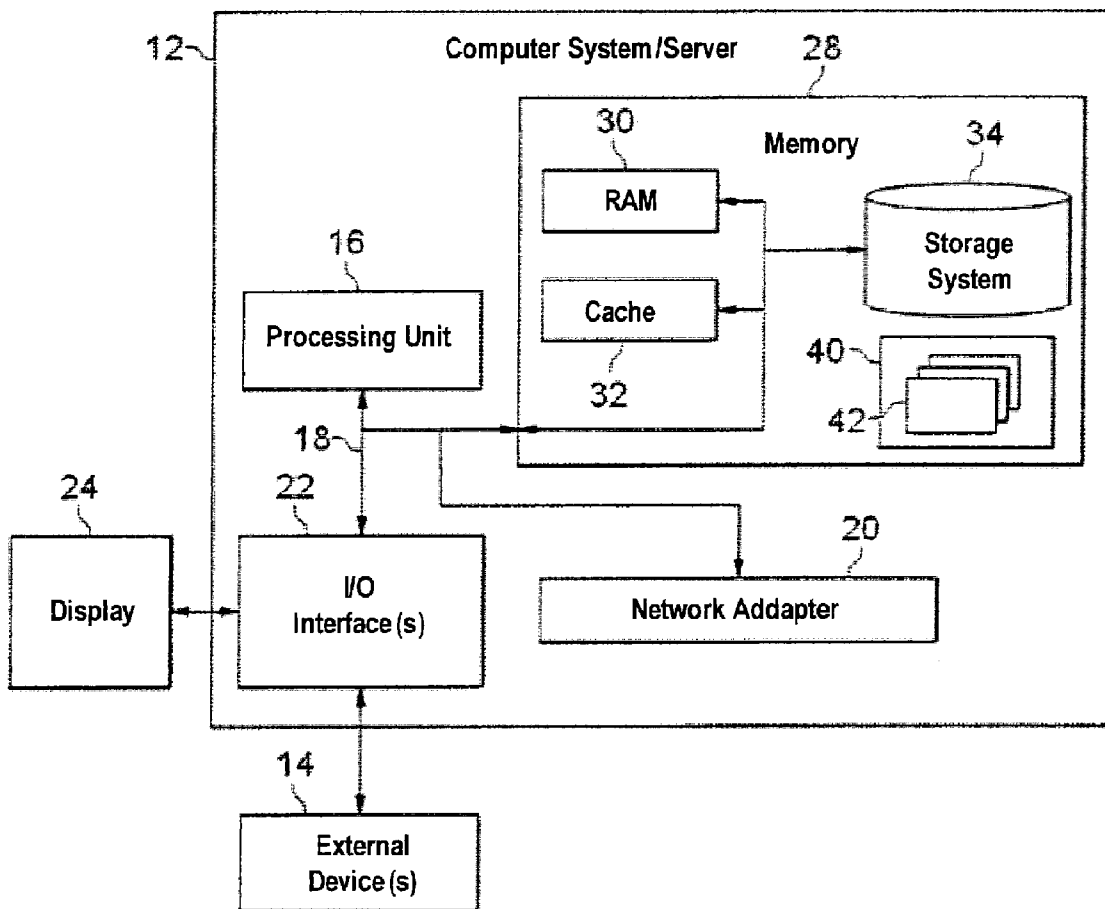 12
Computer System/Server
28
30
Memory
34
RAM
Storage
System
16
Cache
Processing Unit
32
40
42
18
24
22
20
I/O
Interface(s)
Display
Network Addapter
14
External
Device(s)